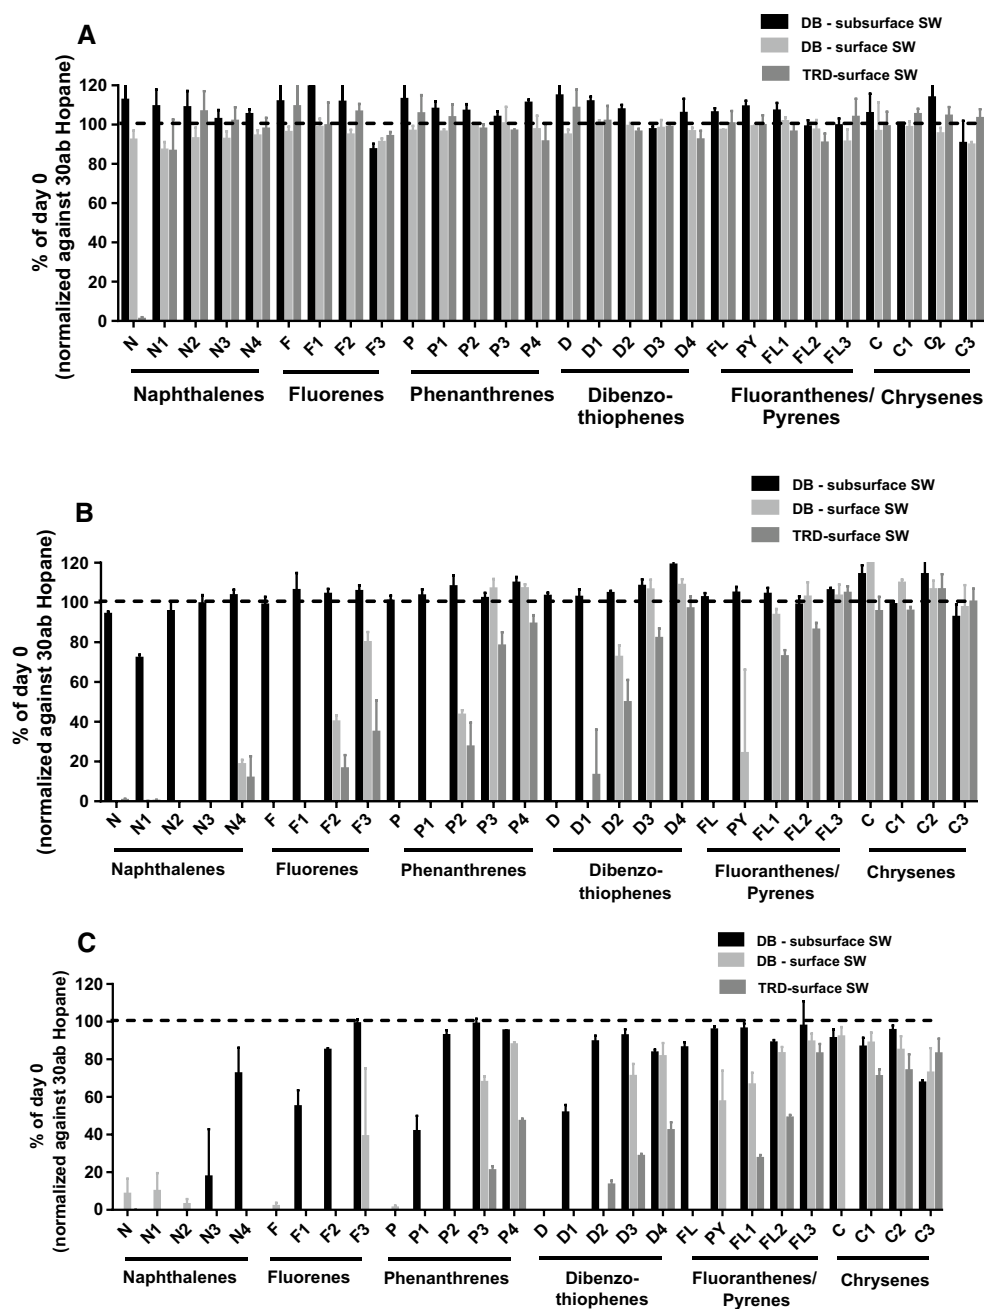 A
DB - subsurface SW
DB - surface SW
TRD-surface SW
% of day 0
(normalized against 30ab Hopane)
120
100
80
60
40
20
0
N N1 N2 N3 N4 F F1 F2 F3 P P1 P2 P3 P4 D D1 D2 D3 D4 FL PY FL1 FL2 FL3 C C1 C2 C3
Naphthalenes Fluorenes Phenanthrenes Dibenzo- Fluoranthenes/ Chrysenes
thiophenes Pyrenes
B
DB - subsurface SW
DB - surface SW
TRD-surface SW
% of day 0
(normalized against 30ab Hopane)
120
100
80
60
40
20
0
N N1 N2 N3 N4 F F1 F2 F3 P P1 P2 P3 P4 D D1 D2 D3 D4 FL PY FL1 FL2 FL3 C C1 C2 C3
Naphthalenes Fluorenes Phenanthrenes Dibenzo- Fluoranthenes/ Chrysenes
thiophenes Pyrenes
C
DB - subsurface SW
DB - surface SW
TRD-surface SW
% of day 0
(normalized against 30ab Hopane)
120
100
80
60
40
20
0
N N1 N2 N3 N4 F F1 F2 F3 P P1 P2 P3 P4 D D1 D2 D3 D4 FL PY FL1 FL2 FL3 C C1 C2 C3
Naphthalenes Fluorenes Phenanthrenes Dibenzo- Fluoranthenes/ Chrysenes
thiophenes Pyrenes